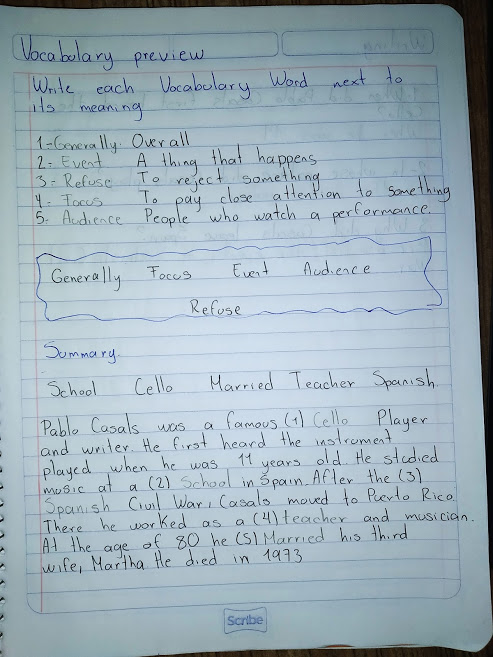 Vocabulary preview
Write each Vocabulary Word next to
its meaning
1-Generally. Overall
2- Event A thing that happens
3- Refuse To reject something
4- Focus To pay close attention to something
5. Audience People who watch a performance.
Generally Focus Event Audience
Refuse
Summary.
School Cello Married Teacher Spanish.
Pablo Casals was a famous (1) Cello Player
and writer. He first heard the instrument
played when he was 11 years old. He studied
music at a (2) School in Spain. After the (3)
Spanish Civil War, Casals moved to Puerto Rico.
There he worked as a (4) teacher and musician.
At the age of 80 he (5) Married his third
wife, Martha He died in 1973
Scribe